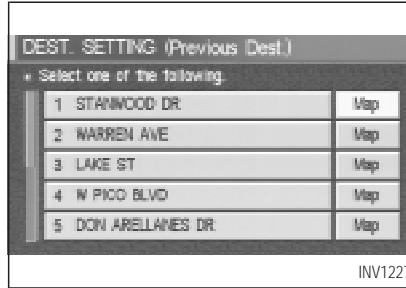 DEST. SETTING (Previous Dest.)
Select one of the following.
1 STANWOOD DR Map
2 WARREN AVE Map
3 LAKE ST Map
4 W PICO BLVD Map
5 DON ARELLANES DR Map
INV1227